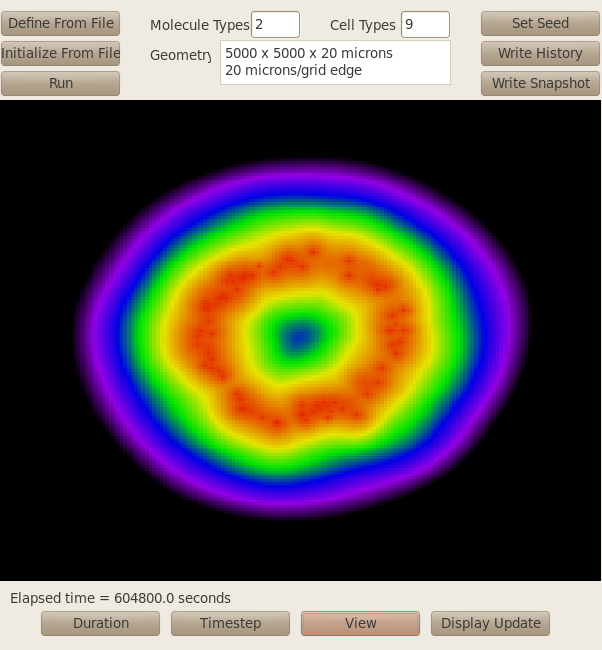 Define From File
Molecule Types 2
Cell Types 9
Set Seed
Initialize From File
Geometry
5000 x 5000 x 20 microns
20 microns/grid edge
Write History
Run
Write Snapshot
Elapsed time = 604800.0 seconds
Duration
Timestep
View
Display Update